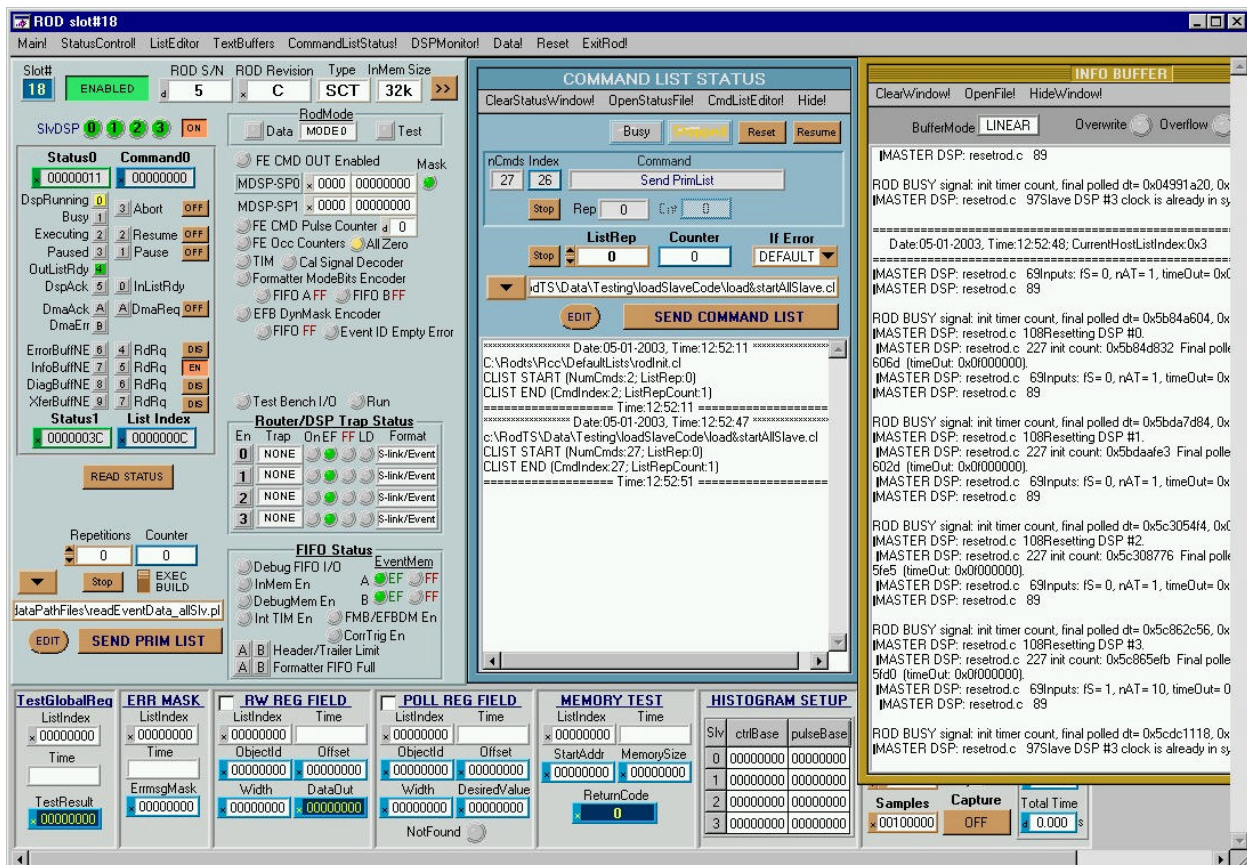 ROD slot#18
Main! StatusControl! ListEditor TextBuffers CommandListStatus! DSPMonitor! Data! Reset ExitRod!
Slot# ROD S/N ROD Revision Type InMem Size
18 ENABLED d 5 x C SCT 32k >>
SlvDSP 0 1 2 3 ON
RodMode
Data MODE 0 Test
Status0 Command0
x 00000011 x 00000000
DspRunning 0
Busy 1 3 Abort OFF
Executing 2 2 Resume OFF
Paused 3 1 Pause OFF
OutListRdy 4
DspAck 5 0 InListRdy
DmaAck A A DmaReq OFF
DmaErr B
ErrorBuffNE 6 4 RdRq DIS
InfoBuffNE 7 5 RdRq EN
DiagBuffNE 8 6 RdRq DIS
XferBuffNE 9 7 RdRq DIS
Status1 List Index
x 0000003C x 0000000C
READ STATUS
Repetitions Counter
0 0
Stop EXEC
BUILD
dataPathFiles\readEventData_allSlv.pl
EDIT SEND PRIM LIST
FE CMD OUT Enabled Mask
MDSP-SP0 x 0000 00000000
MDSP-SP1 x 0000 00000000
FE CMD Pulse Counter d 0
FE Occ Counters All Zero
TIM Cal Signal Decoder
Formatter ModeBits Encoder
FIFO A FF FIFO B FF
EFB DynMask Encoder
FIFO FF Event ID Empty Error
Test Bench I/O Run
Router/DSP Trap Status
En Trap On EF FF LD Format
0 NONE S-link/Event
1 NONE S-link/Event
2 NONE S-link/Event
3 NONE S-link/Event
FIFO Status
Debug FIFO I/O EventMem
InMem En A EF FF
DebugMem En B EF FF
Int TIM En FMB/EFBDM En
CorrTrig En
A B Header/Trailer Limit
A B Formatter FIFO Full
COMMAND LIST STATUS
ClearStatusWindow! OpenStatusFile! CmdListEditor! Hide!
Busy Stopped Reset Resume
nCmds Index Command
27 26 Send PrimList
Stop Rep 0 0
ListRep Counter If Error
Stop 0 0 DEFAULT
odTS\Data\Testing\loadSlaveCode\load&startAllSlave.cl
EDIT SEND COMMAND LIST
******************** Date:05-01-2003, Time:12:52:11 ********************
C:\Rodts\Rcc\DefaultLists\rodInit.cl
CLIST START (NumCmds:2; ListRep:0)
CLIST END (CmdIndex:2; ListRepCount:1)
==================== Time:12:52:11 ====================
******************** Date:05-01-2003, Time:12:52:47 ********************
c:\RodTS\Data\Testing\loadSlaveCode\load&startAllSlave.cl
CLIST START (NumCmds:27; ListRep:0)
CLIST END (CmdIndex:27; ListRepCount:1)
==================== Time:12:52:51 ====================
INFO BUFFER
ClearWindow! OpenFile! HideWindow!
BufferMode LINEAR Overwrite Overflow
MASTER DSP: resetrod.c 89
ROD BUSY signal: init timer count, final polled dt= 0x04991a20, 0x
MASTER DSP: resetrod.c 97Slave DSP #3 clock is already in sy
========================================
Date:05-01-2003, Time:12:52:48; CurrentHostListIndex:0x3
========================================
MASTER DSP: resetrod.c 69Inputs: fS= 0, nAT= 1, timeOut= 0x0
MASTER DSP: resetrod.c 89
ROD BUSY signal: init timer count, final polled dt= 0x5b84a604, 0x
MASTER DSP: resetrod.c 108Resetting DSP #0.
MASTER DSP: resetrod.c 227 init count: 0x5b84d832 Final polle
606d (timeOut: 0x0f000000).
MASTER DSP: resetrod.c 69Inputs: fS= 0, nAT= 1, timeOut= 0x
MASTER DSP: resetrod.c 89
ROD BUSY signal: init timer count, final polled dt= 0x5bda7d84, 0x
MASTER DSP: resetrod.c 108Resetting DSP #1.
MASTER DSP: resetrod.c 227 init count: 0x5bdaafe3 Final polle
602d (timeOut: 0x0f000000).
MASTER DSP: resetrod.c 69Inputs: fS= 0, nAT= 1, timeOut= 0x
MASTER DSP: resetrod.c 89
ROD BUSY signal: init timer count, final polled dt= 0x5c3054f4, 0x0
MASTER DSP: resetrod.c 108Resetting DSP #2.
MASTER DSP: resetrod.c 227 init count: 0x5c308776 Final polle
5fe5 (timeOut: 0x0f000000).
MASTER DSP: resetrod.c 69Inputs: fS= 0, nAT= 1, timeOut= 0x
MASTER DSP: resetrod.c 89
ROD BUSY signal: init timer count, final polled dt= 0x5c862c56, 0x
MASTER DSP: resetrod.c 108Resetting DSP #3.
MASTER DSP: resetrod.c 227 init count: 0x5c865efb Final polle
5fd0 (timeOut: 0x0f000000).
MASTER DSP: resetrod.c 69Inputs: fS= 1, nAT= 10, timeOut= 0
MASTER DSP: resetrod.c 89
ROD BUSY signal: init timer count, final polled dt= 0x5cdc1118, 0x
MASTER DSP: resetrod.c 97Slave DSP #3 clock is already in sy
TestGlobalReg
ListIndex
x 00000000
Time
TestResult
x 00000000
ERR MASK
ListIndex
x 00000000
Time
ErrmsgMask
x 00000000
RW REG FIELD
ListIndex Time
x 00000000
ObjectId Offset
x 00000000 x 00000000
Width DataOut
x 00000000 x 00000000
POLL REG FIELD
ListIndex Time
x 00000000
ObjectId Offset
x 00000000 x 00000000
Width DesiredValue
x 00000000 x 00000000
NotFound
MEMORY TEST
ListIndex Time
x 00000000
StartAddr MemorySize
x 00000000 x 00000000
ReturnCode
x 0
HISTOGRAM SETUP
Slv ctrlBase pulseBase
0 00000000 00000000
1 00000000 00000000
2 00000000 00000000
3 00000000 00000000
Samples Capture Total Time
x 00100000 OFF d 0.000 s